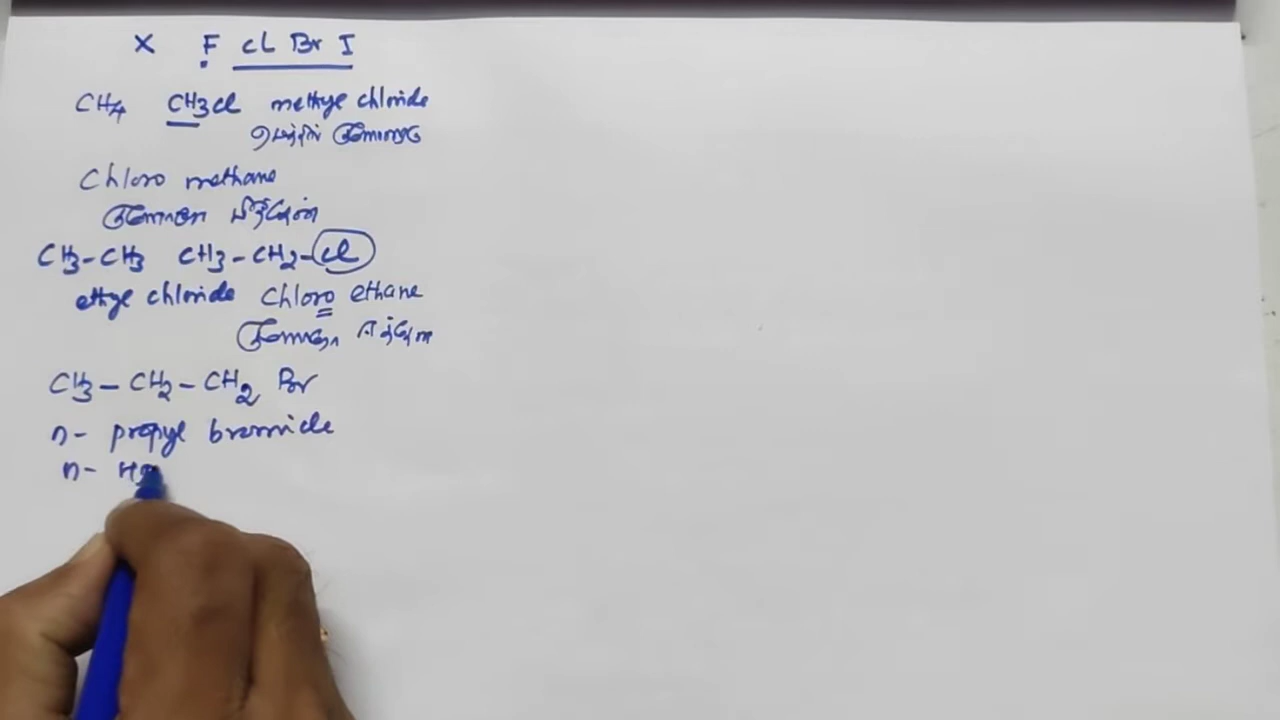 X F Cl Br I
CH4 CH3Cl methyl chloride
மெத்தில் குளோரைடு
Chloro methane
குளோரோ மீத்தேன்
CH3-CH3 CH3-CH2-Cl
ethyl chloride Chloro ethane
குளோரோ ஈத்தேன்
CH3-CH2-CH2 Br
n- propyl bromide
n-